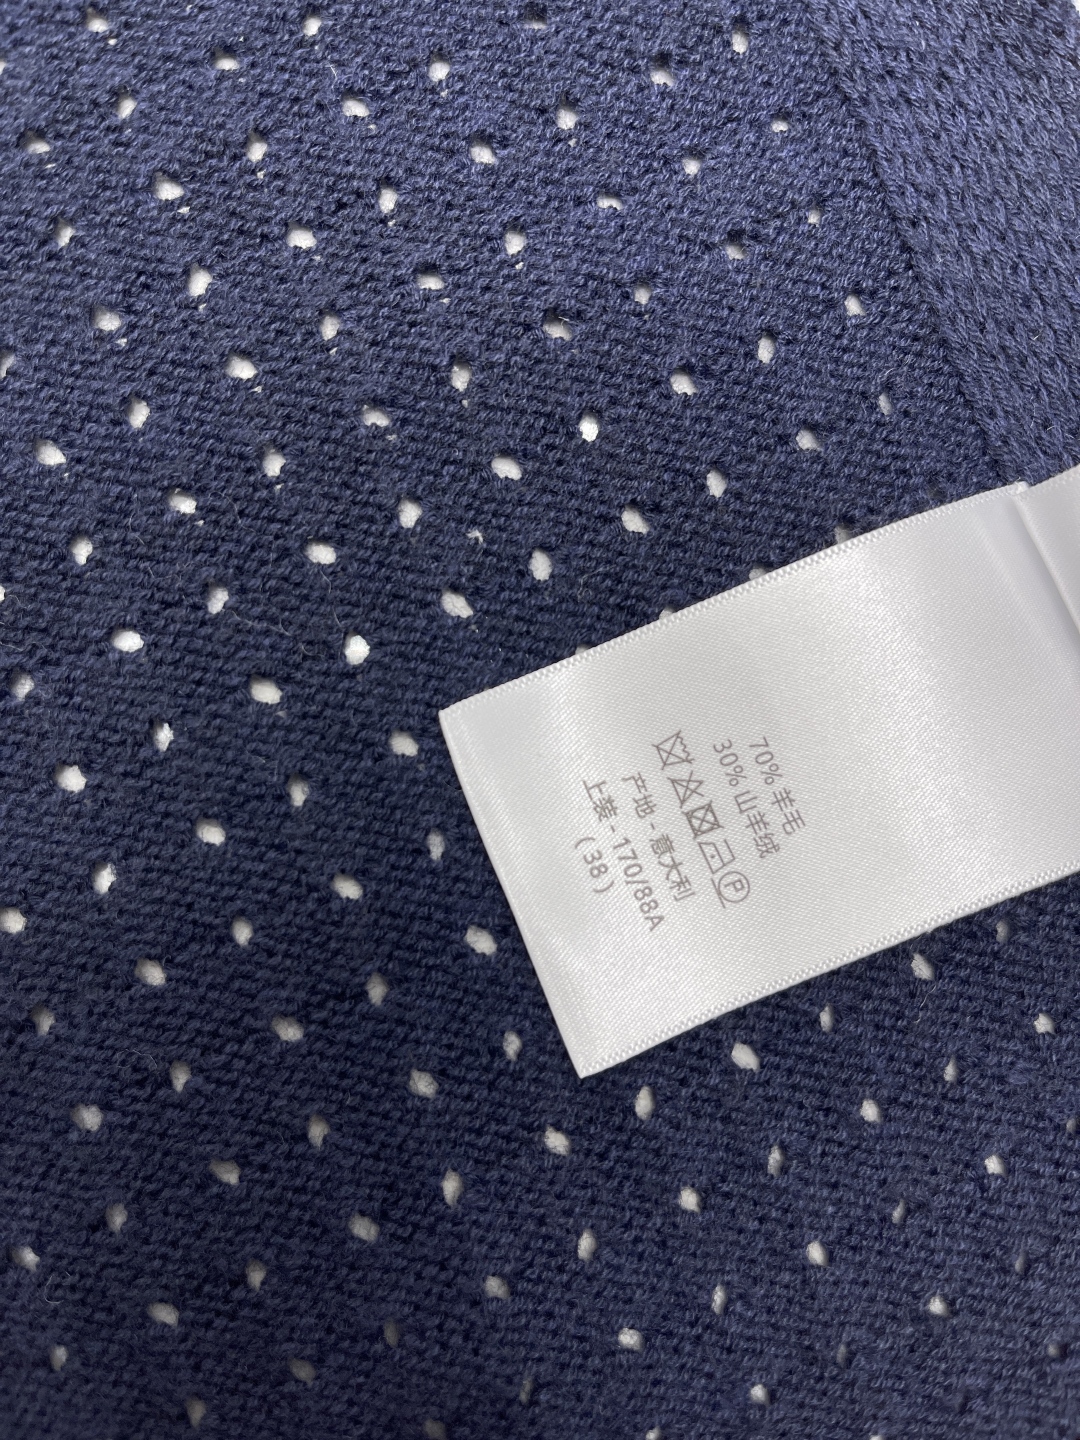 70% 羊毛
30% 山羊绒
P
产地 - 意大利
上装 - 170/88A
(38)